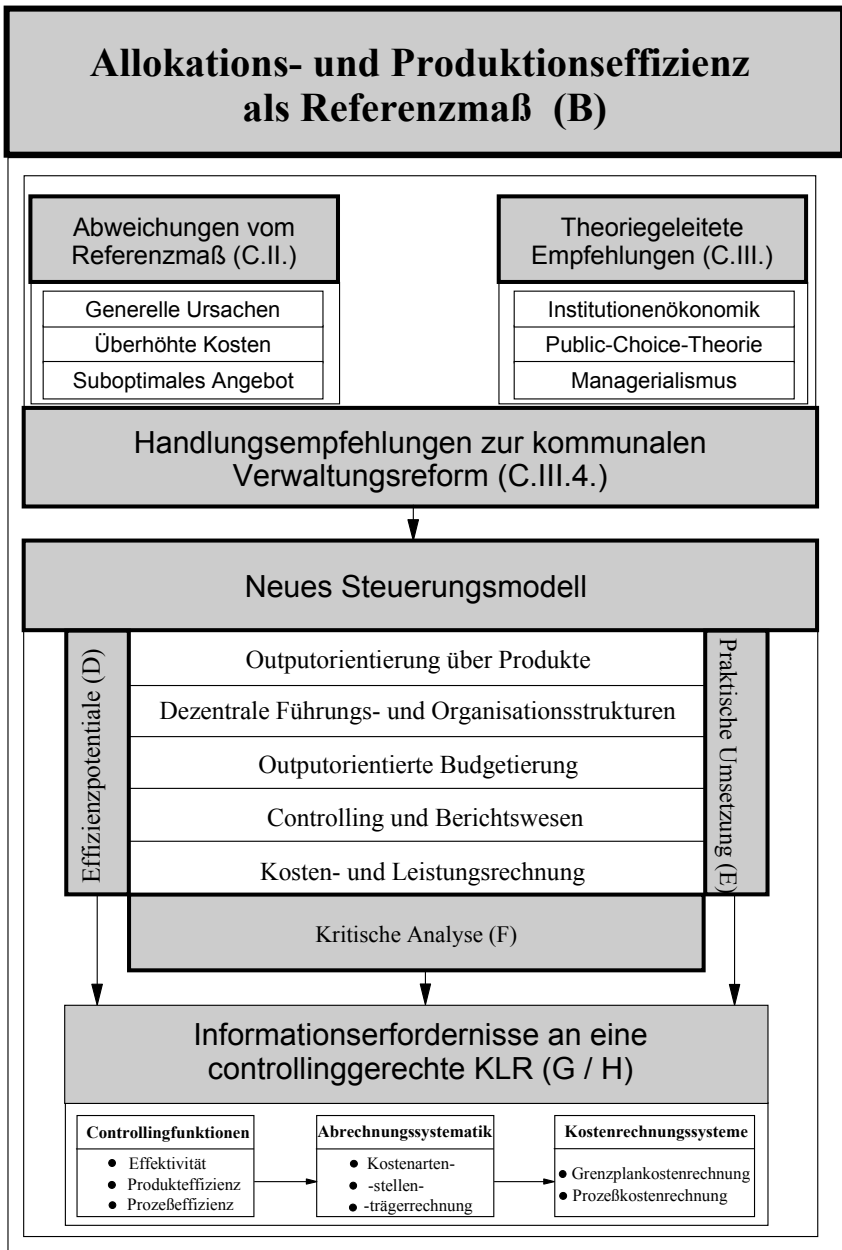 Allokations- und Produktionseffizienz
als Referenzmaß (B)
Abweichungen vom
Referenzmaß (C.II.)
Generelle Ursachen
Überhöhte Kosten
Suboptimales Angebot
Theoriegeleitete
Empfehlungen (C.III.)
Institutionenökonomik
Public-Choice-Theorie
Managerialismus
Handlungsempfehlungen zur kommunalen
Verwaltungsreform (C.III.4.)
Neues Steuerungsmodell
Effizienzpotentiale (D)
Outputorientierung über Produkte
Dezentrale Führungs- und Organisationsstrukturen
Outputorientierte Budgetierung
Controlling und Berichtswesen
Kosten- und Leistungsrechnung
Praktische Umsetzung (E)
Kritische Analyse (F)
Informationserfordernisse an eine
controllinggerechte KLR (G / H)
Controllingfunktionen
● Effektivität
● Produkteffizienz
● Prozeßeffizienz
Abrechnungssystematik
● Kostenarten-
● -stellen-
● -trägerrechnung
Kostenrechnungssysteme
● Grenzplankostenrechnung
● Prozeßkostenrechnung